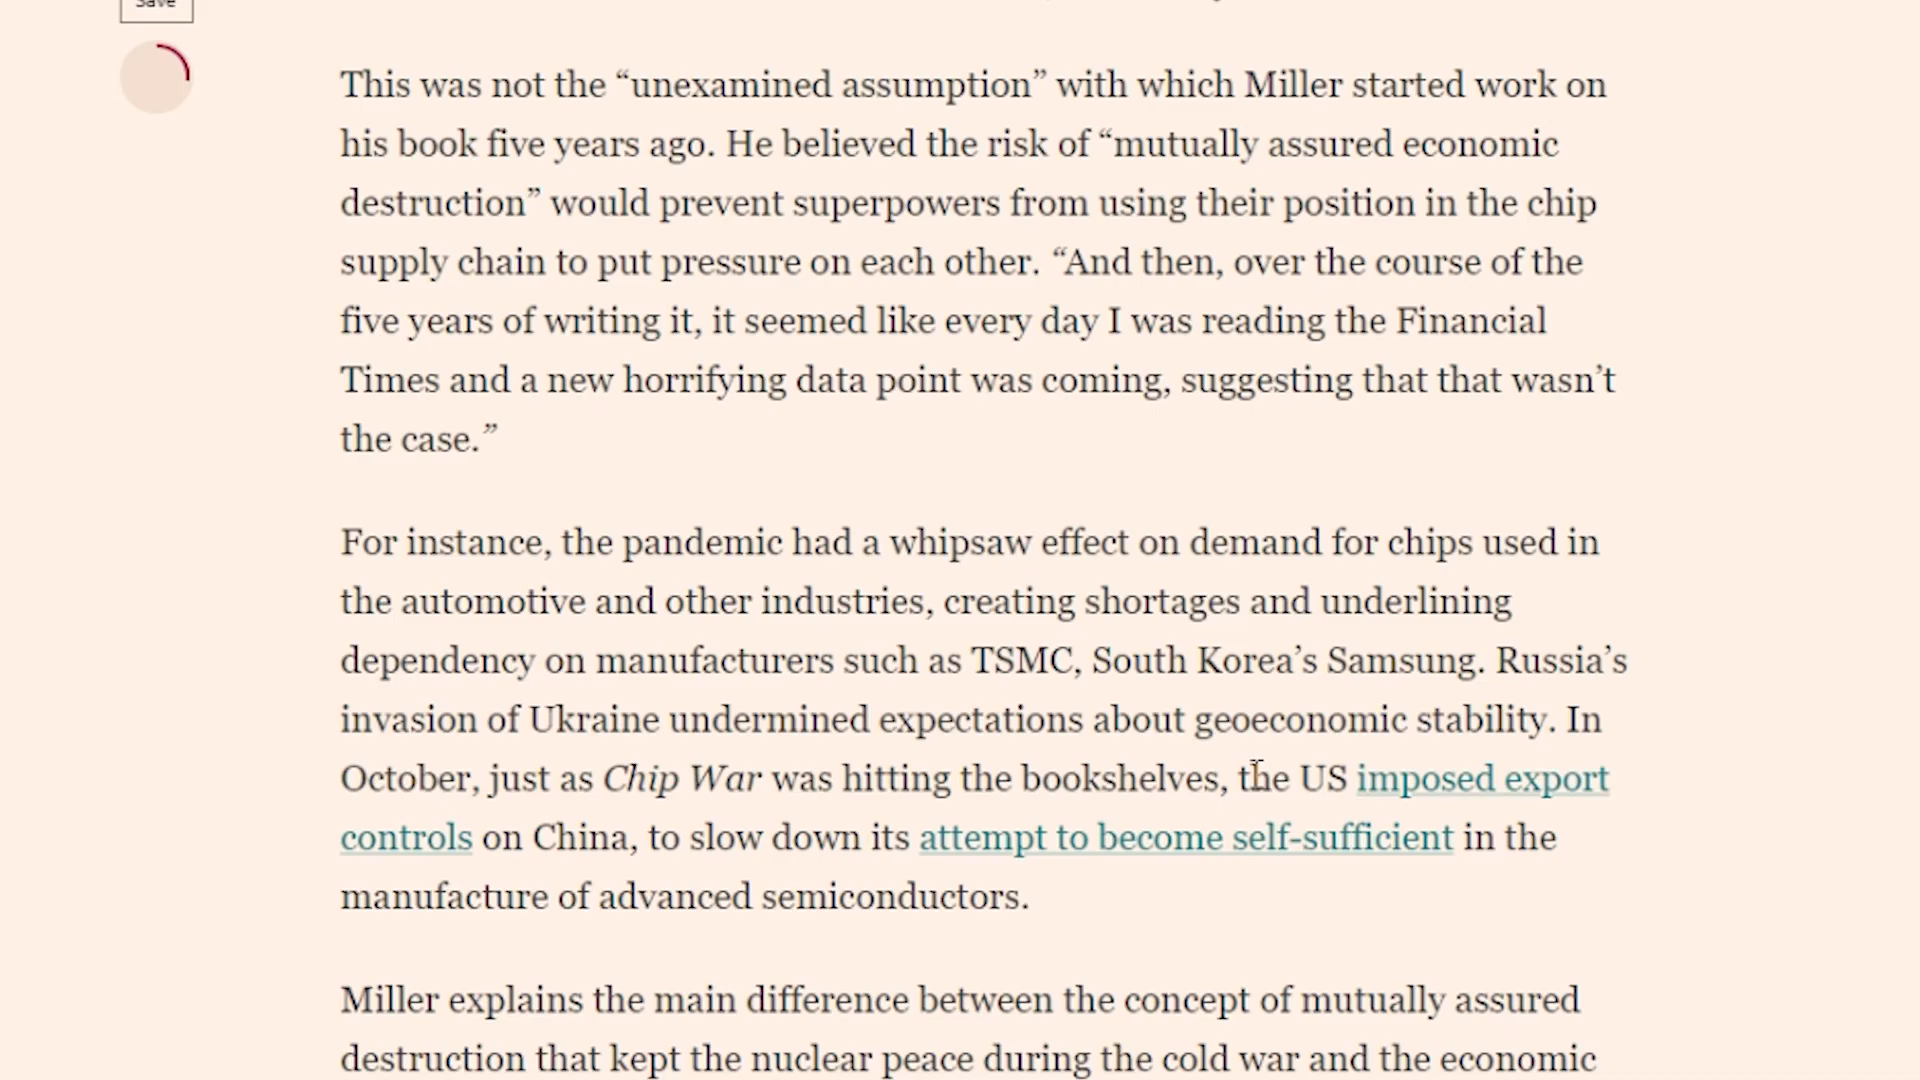 Save
This was not the “unexamined assumption” with which Miller started work on
his book five years ago. He believed the risk of “mutually assured economic
destruction” would prevent superpowers from using their position in the chip
supply chain to put pressure on each other. “And then, over the course of the
five years of writing it, it seemed like every day I was reading the Financial
Times and a new horrifying data point was coming, suggesting that that wasn’t
the case.”
For instance, the pandemic had a whipsaw effect on demand for chips used in
the automotive and other industries, creating shortages and underlining
dependency on manufacturers such as TSMC, South Korea’s Samsung. Russia’s
invasion of Ukraine undermined expectations about geoeconomic stability. In
October, just as Chip War was hitting the bookshelves, the US imposed export
controls on China, to slow down its attempt to become self-sufficient in the
manufacture of advanced semiconductors.
Miller explains the main difference between the concept of mutually assured
destruction that kept the nuclear peace during the cold war and the economic